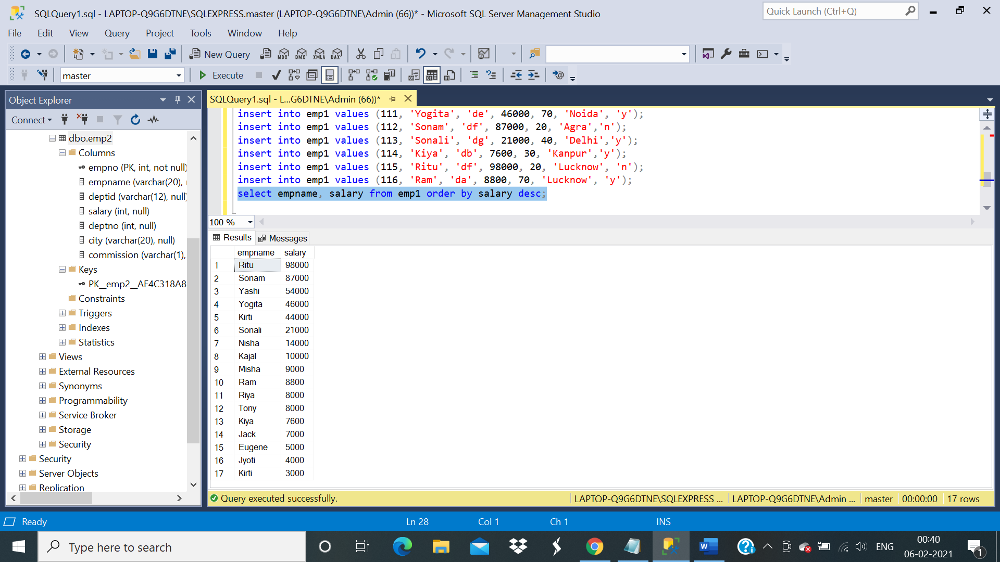 SQLQuery1.sql - LAPTOP-Q9G6DTNE\SQLEXPRESS.master (LAPTOP-Q9G6DTNE\Admin (66))* - Microsoft SQL Server Management Studio
Quick Launch (Ctrl+Q)
File Edit View Query Project Tools Window Help
New Query MDX DMX XMLA DAX
master Execute
Object Explorer
SQLQuery1.sql - L...G6DTNE\Admin (66))*
Connect
dbo.emp2
Columns
empno (PK, int, not null)
empname (varchar(20),
deptid (varchar(12), null)
salary (int, null)
deptno (int, null)
city (varchar(20), null)
commission (varchar(1),
Keys
PK__emp2__AF4C318A8
Constraints
Triggers
Indexes
Statistics
Views
External Resources
Synonyms
Programmability
Service Broker
Storage
Security
Security
Server Objects
Replication
insert into emp1 values (111, 'Yogita', 'de', 46000, 70, 'Noida', 'y');
insert into emp1 values (112, 'Sonam', 'df', 87000, 20, 'Agra','n');
insert into emp1 values (113, 'Sonali', 'dg', 21000, 40, 'Delhi','y');
insert into emp1 values (114, 'Kiya', 'db', 7600, 30, 'Kanpur','y');
insert into emp1 values (115, 'Ritu', 'df', 98000, 20, 'Lucknow', 'n');
insert into emp1 values (116, 'Ram', 'da', 8800, 70, 'Lucknow', 'y');
select empname, salary from emp1 order by salary desc;
100 %
Results Messages
empname salary
1 Ritu 98000
2 Sonam 87000
3 Yashi 54000
4 Yogita 46000
5 Kirti 44000
6 Sonali 21000
7 Nisha 14000
8 Kajal 10000
9 Misha 9000
10 Ram 8800
11 Riya 8000
12 Tony 8000
13 Kiya 7600
14 Jack 7000
15 Eugene 5000
16 Jyoti 4000
17 Kirti 3000
Query executed successfully. LAPTOP-Q9G6DTNE\SQLEXPRESS ... LAPTOP-Q9G6DTNE\Admin ... master 00:00:00 17 rows
Ready Ln 28 Col 1 Ch 1 INS
Type here to search
ENG
00:40
06-02-2021
1